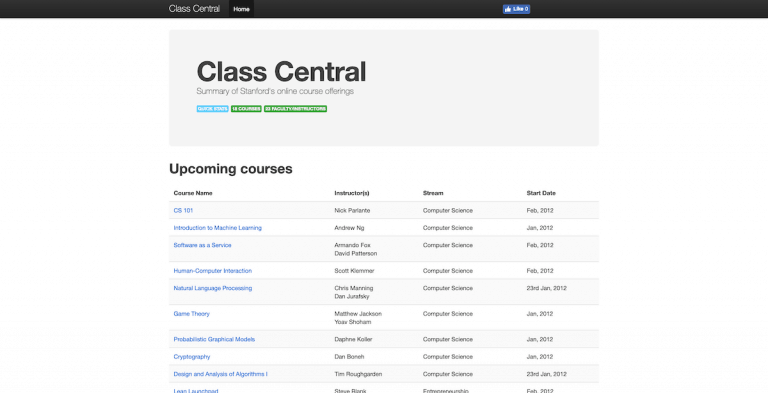 Class Central Home Like 0
Class Central
Summary of Stanford's online course offerings
16 COURSES 22 FACULTY/INSTRUCTORS
Upcoming courses
Course Name Instructor(s) Stream Start Date
CS 101 Nick Parlante Computer Science Feb, 2012
Introduction to Machine Learning Andrew Ng Computer Science Jan, 2012
Software as a Service Armando Fox Computer Science Feb, 2012
David Patterson
Human-Computer Interaction Scott Klemmer Computer Science Feb, 2012
Natural Language Processing Chris Manning Computer Science 23rd Jan, 2012
Dan Jurafsky
Game Theory Matthew Jackson Computer Science Jan, 2012
Yoav Shoham
Probabilistic Graphical Models Daphne Koller Computer Science Jan, 2012
Cryptography Dan Boneh Computer Science Jan, 2012
Design and Analysis of Algorithms I Tim Roughgarden Computer Science 23rd Jan, 2012
Lean Launchpad Steve Blank Entrepreneurship Feb, 2012